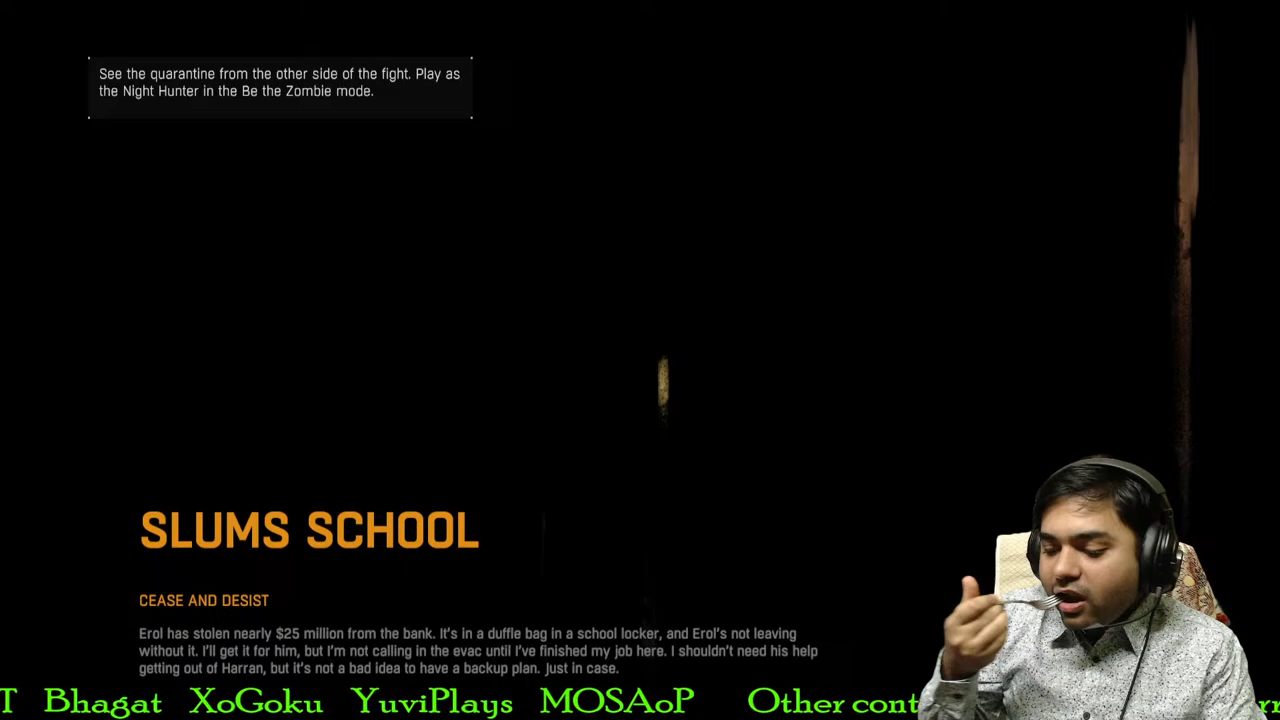 See the quarantine from the other side of the fight. Play as
the Night Hunter in the Be the Zombie mode.
SLUMS SCHOOL
CEASE AND DESIST
Erol has stolen nearly $25 million from the bank. It's in a duffle bag in a school locker, and Erol's not leaving
without it. I'll get it for him, but I'm not calling in the evac until I've finished my job here. I shouldn't need his help
getting out of Harran, but it's not a bad idea to have a backup plan. Just in case.
T Bhagat XoGoku YuviPlays MOSAoP Other cont